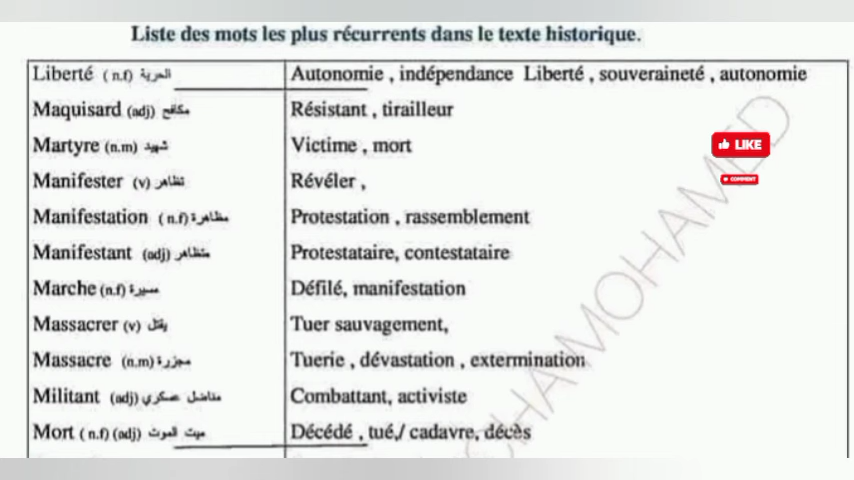 Liste des mots les plus récurrents dans le texte historique.
Liberté ( n.f) الحرية Autonomie , indépendance Liberté , souveraineté , autonomie
Maquisard (adj) مكافح Résistant , tirailleur
Martyre (n.m) شهيد Victime , mort
LIKE
Manifester (v) تظاهر Révéler ,
COMMENT
Manifestation ( n.f) مظاهرة Protestation , rassemblement
Manifestant (adj) متظاهر Protestataire, contestataire
Marche (n.f) مسيرة Défilé, manifestation
Massacrer (v) يقتل Tuer sauvagement,
Massacre (n.m) مجزرة Tuerie , dévastation , extermination
Militant (adj) مناضل عسكري Combattant, activiste
Mort ( n.f) (adj) ميت الموت Décédé , tué,/ cadavre, décès